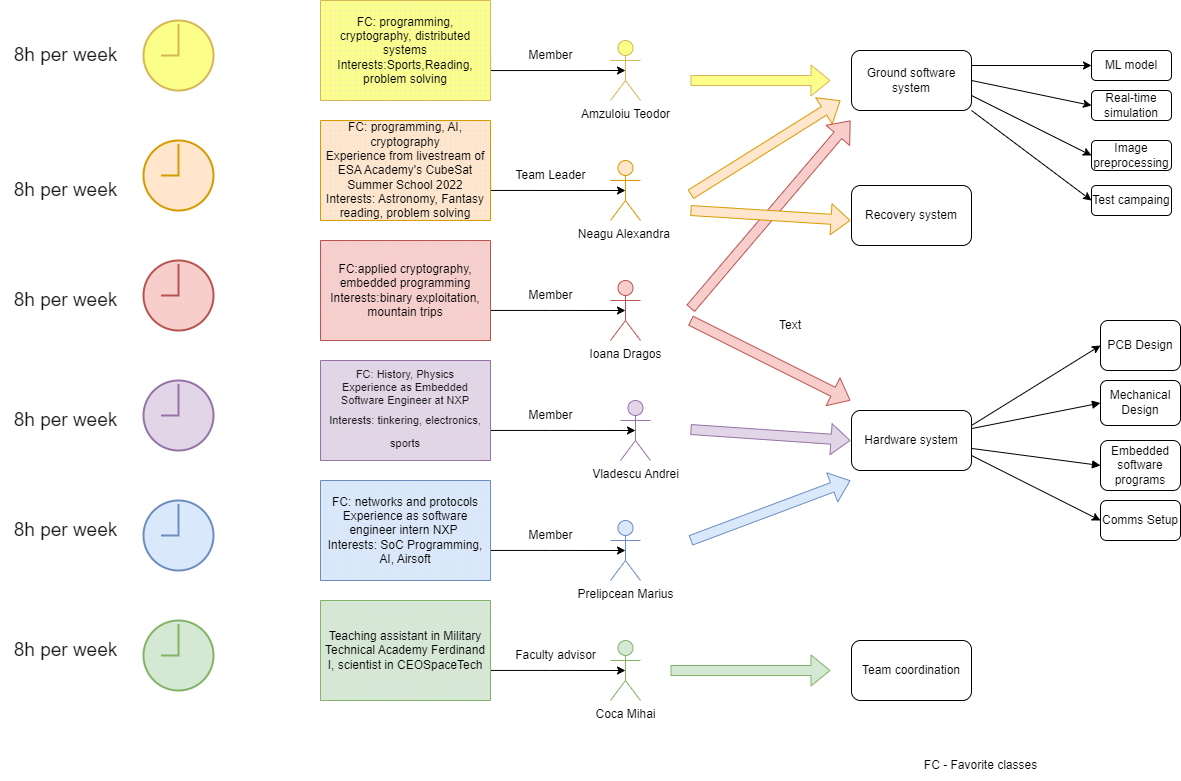 8h per week
FC: programming,
cryptography, distributed
systems
Interests:Sports,Reading,
problem solving
Member
Amzuloiu Teodor
8h per week
FC: programming, AI,
cryptography
Experience from livestream of
ESA Academy's CubeSat
Summer School 2022
Interests: Astronomy, Fantasy
reading, problem solving
Team Leader
Neagu Alexandra
8h per week
FC:applied cryptography,
embedded programming
Interests:binary exploitation,
mountain trips
Member
Ioana Dragos
8h per week
FC: History, Physics
Experience as Embedded
Software Engineer at NXP
Interests: tinkering, electronics,
sports
Member
Vladescu Andrei
8h per week
FC: networks and protocols
Experience as software
engineer intern NXP
Interests: SoC Programming,
AI, Airsoft
Member
Prelipcean Marius
8h per week
Teaching assistant in Military
Technical Academy Ferdinand
I, scientist in CEOSpaceTech
Faculty advisor
Coca Mihai
Ground software
system
ML model
Real-time
simulation
Image
preprocessing
Test campaing
Recovery system
Text
Hardware system
PCB Design
Mechanical
Design
Embedded
software
programs
Comms Setup
Team coordination
FC - Favorite classes